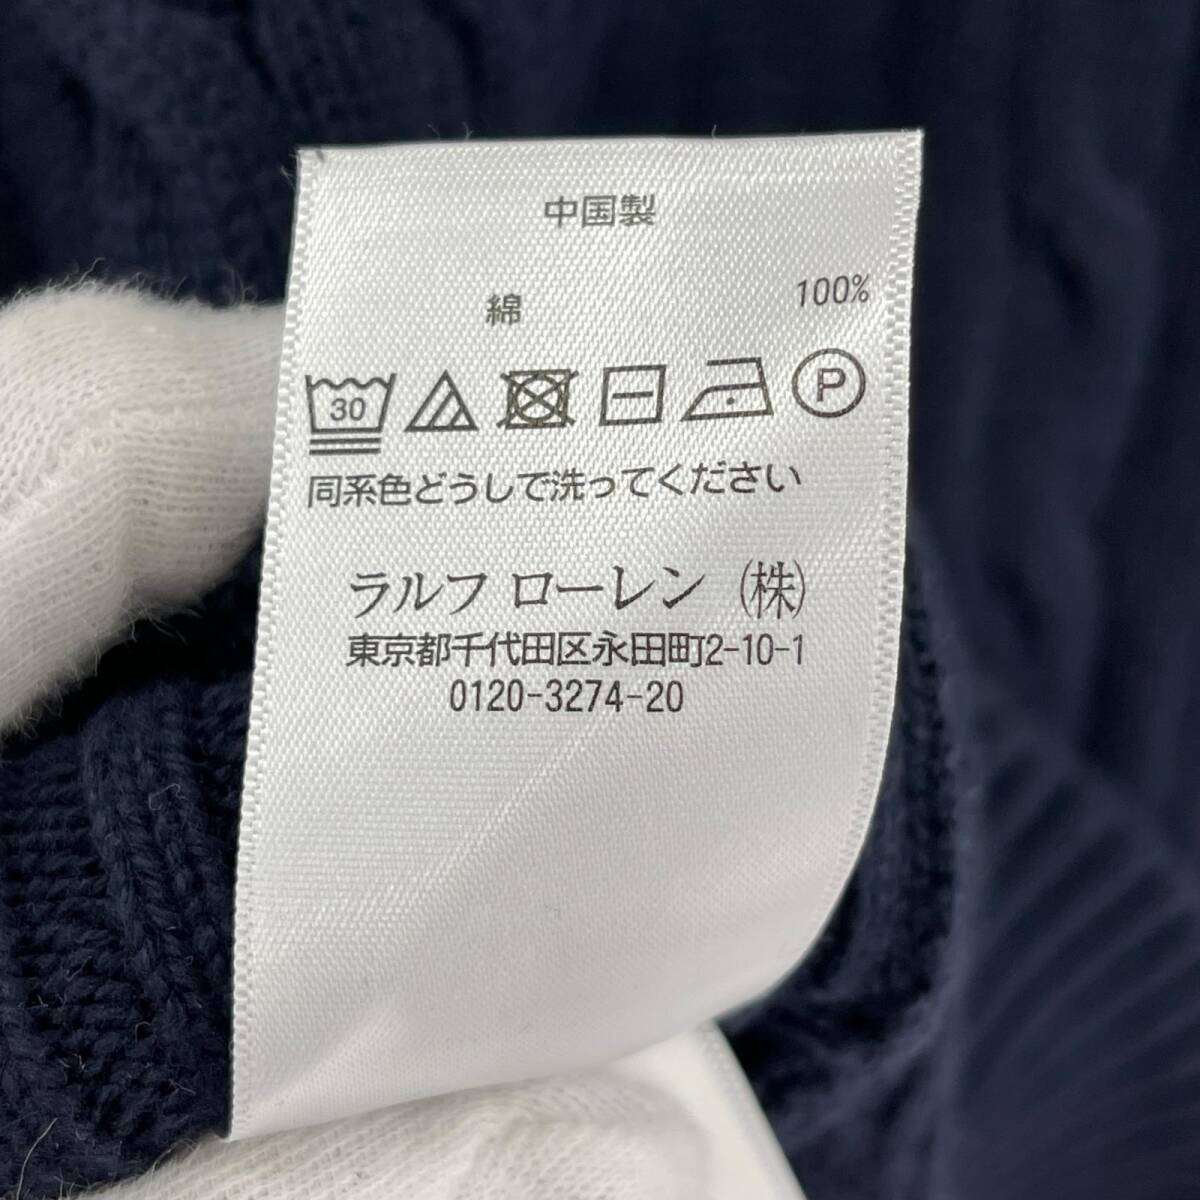 中国製
綿 100%
30 P
同系色どうしで洗ってください
ラルフ ローレン (株)
東京都千代田区永田町2-10-1
0120-3274-20